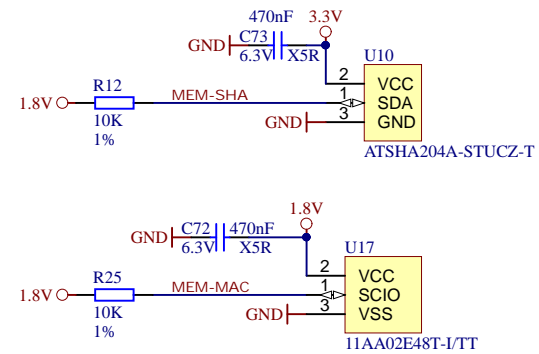 470nF 3.3V
GND C73
6.3V X5R
U10
R12
2 VCC
1.8V MEM-SHA 1 SDA
10K GND 3 GND
1%
ATSHA204A-STUCZ-T
1.8V
C72 470nF
GND
6.3V X5R
U17
R25
2 VCC
1.8V MEM-MAC 1 SCIO
10K GND 3 VSS
1%
11AA02E48T-I/TT